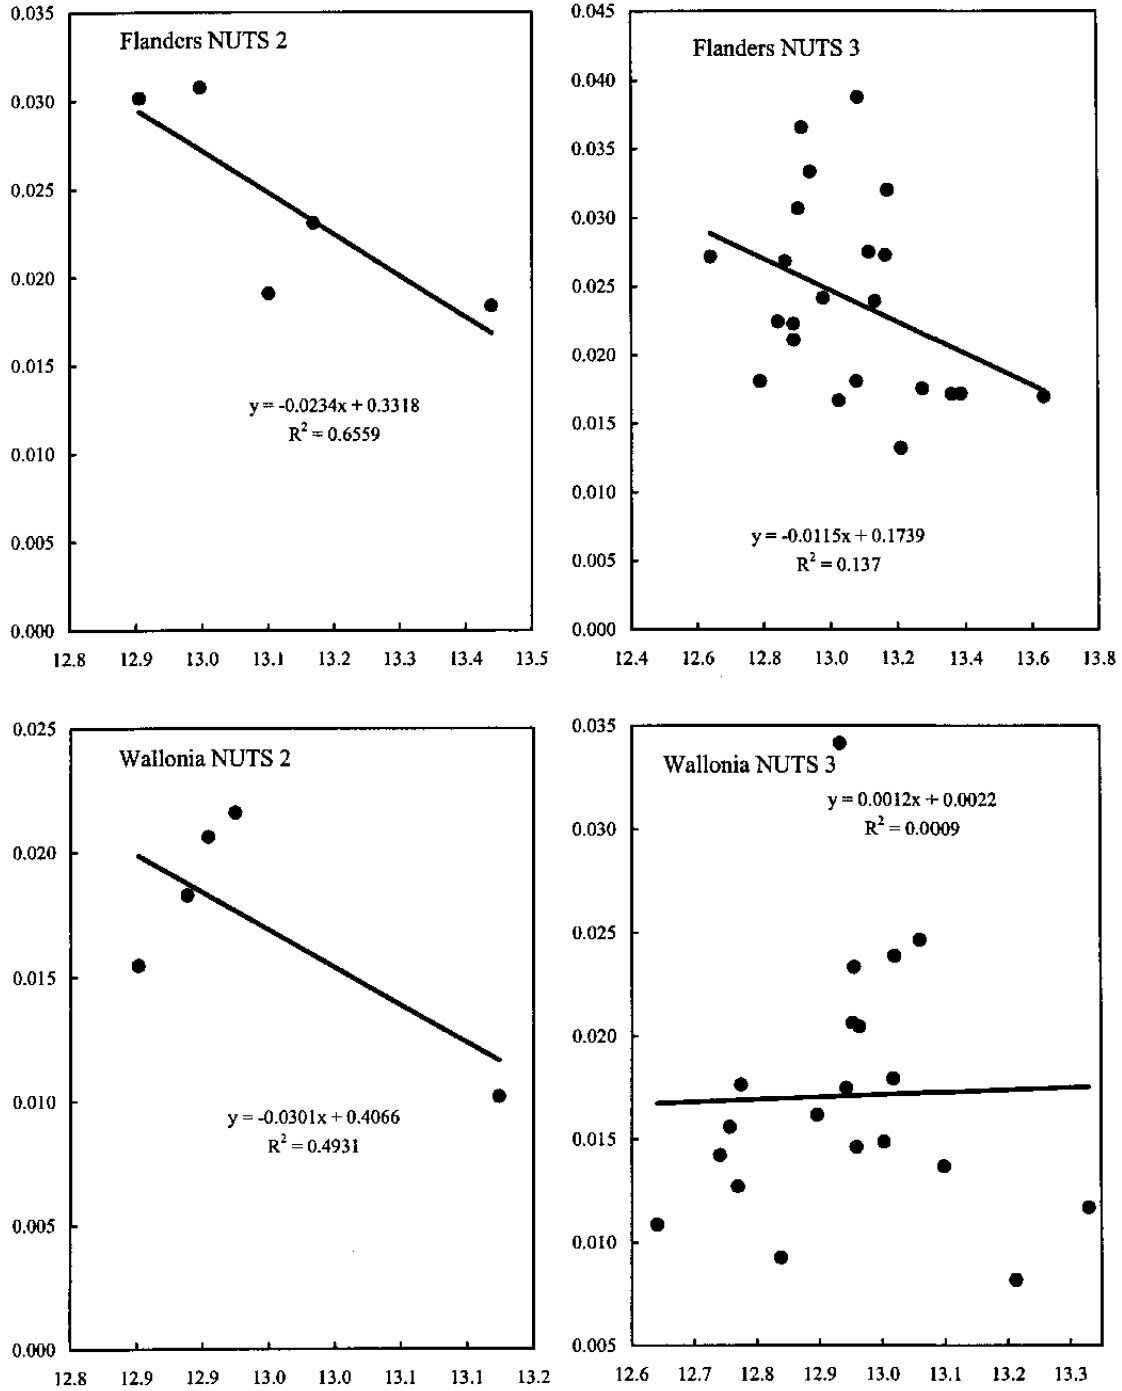 Flanders NUTS 2
0.035
0.030
0.025
0.020
0.015
0.010
0.005
0.000
y = -0.0234x + 0.3318
R² = 0.6559
12.8 12.9 13.0 13.1 13.2 13.3 13.4 13.5
Flanders NUTS 3
0.045
0.040
0.035
0.030
0.025
0.020
0.015
0.010
0.005
0.000
y = -0.0115x + 0.1739
R² = 0.137
12.4 12.6 12.8 13.0 13.2 13.4 13.6 13.8
Wallonia NUTS 2
0.025
0.020
0.015
0.010
0.005
0.000
y = -0.0301x + 0.4066
R² = 0.4931
12.8 12.9 12.9 13.0 13.0 13.1 13.1 13.2
Wallonia NUTS 3
0.035
0.030
0.025
0.020
0.015
0.010
0.005
y = 0.0012x + 0.0022
R² = 0.0009
12.6 12.7 12.8 12.9 13.0 13.1 13.2 13.3